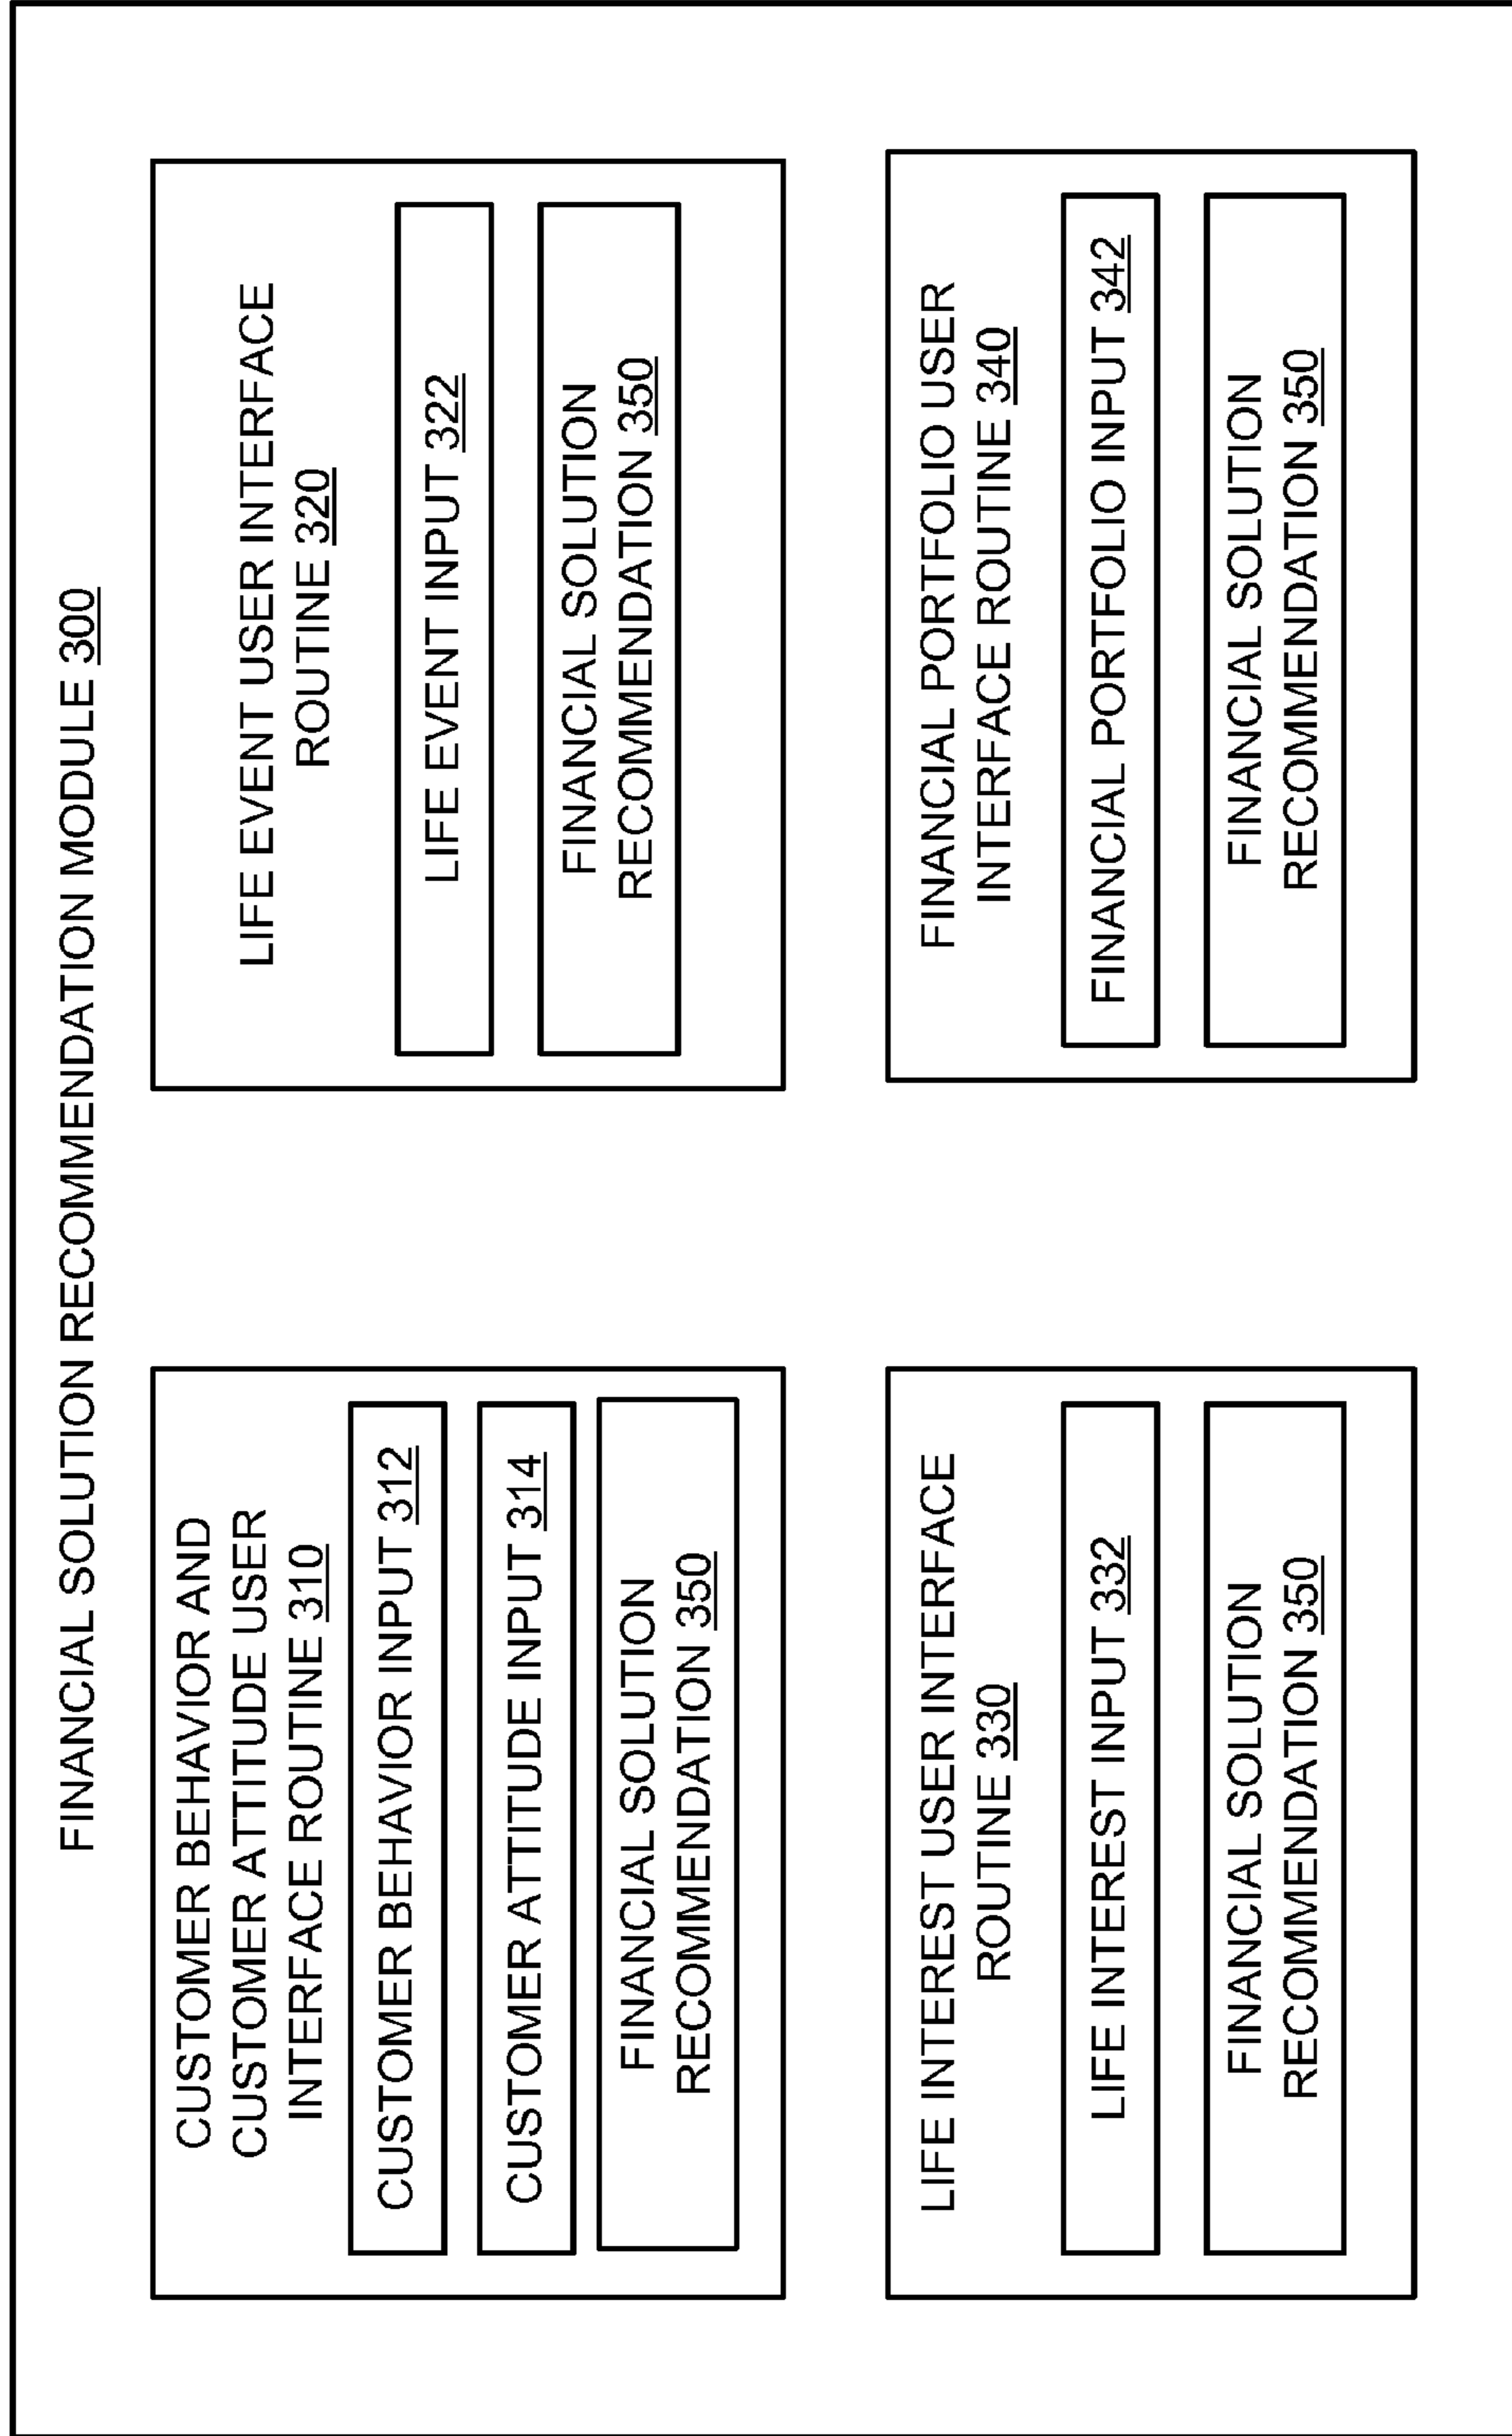 FINANCIAL SOLUTION RECOMMENDATION MODULE 300
CUSTOMER BEHAVIOR AND
CUSTOMER ATTITUDE USER
INTERFACE ROUTINE 310
CUSTOMER BEHAVIOR INPUT 312
CUSTOMER ATTITUDE INPUT 314
FINANCIAL SOLUTION
RECOMMENDATION 350
LIFE EVENT USER INTERFACE
ROUTINE 320
LIFE EVENT INPUT 322
FINANCIAL SOLUTION
RECOMMENDATION 350
LIFE INTEREST USER INTERFACE
ROUTINE 330
LIFE INTEREST INPUT 332
FINANCIAL SOLUTION
RECOMMENDATION 350
FINANCIAL PORTFOLIO USER
INTERFACE ROUTINE 340
FINANCIAL PORTFOLIO INPUT 342
FINANCIAL SOLUTION
RECOMMENDATION 350